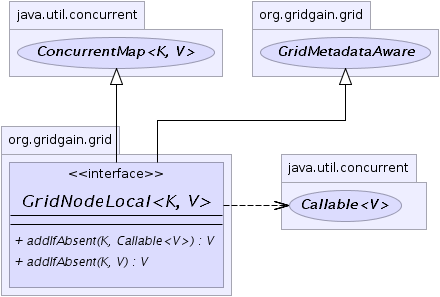 java.util.concurrent
ConcurrentMap<K, V>
org.gridgain.grid
GridMetadataAware
org.gridgain.grid
<<interface>>
GridNodeLocal<K, V>
+ addIfAbsent(K, Callable<V>) : V
+ addIfAbsent(K, V) : V
java.util.concurrent
Callable<V>